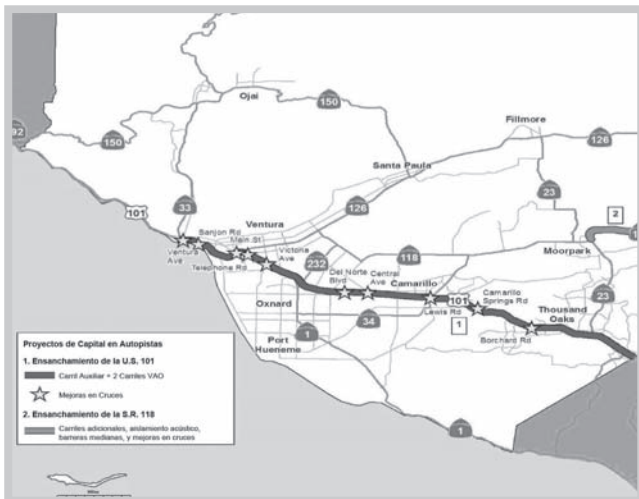 150
Ojai
150
Fillmore
126
Santa Paula
33
101
126
23
2
Ventura
Sanjon Rd
Main St
Victoria
Ave
Ventura
Ave
Telephone Rd
232
118
Moorpark
Del Norte
Blvd
Central
Ave
Camarillo
101
Camarillo
Springs Rd
23
Oxnard
Lewis Rd
Thousand
Oaks
1
34
1
Borchard Rd
Port
Hueneme
1
Proyectos de Capital en Autopistas
1. Ensanchamiento de la U.S. 101
Carril Auxiliar + 2 Carriles VAO
Mejoras en Cruces
2. Ensanchamiento de la S.R. 118
Carriles adicionales, aislamiento acústico,
barreras medianas, y mejoras en cruces